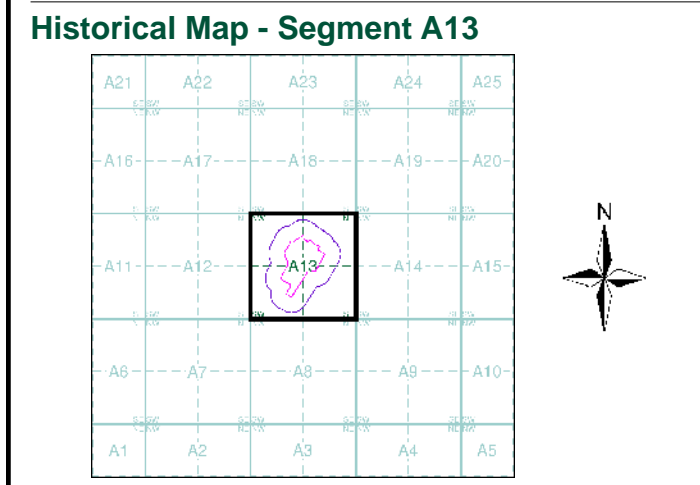 Historical Map - Segment A13
A21 A22 A23 A24 A25
A16 A17 A18 A19 A20
N
A11 A12 A13 A14 A15
A6 A7 A8 A9 A10
A1 A2 A3 A4 A5